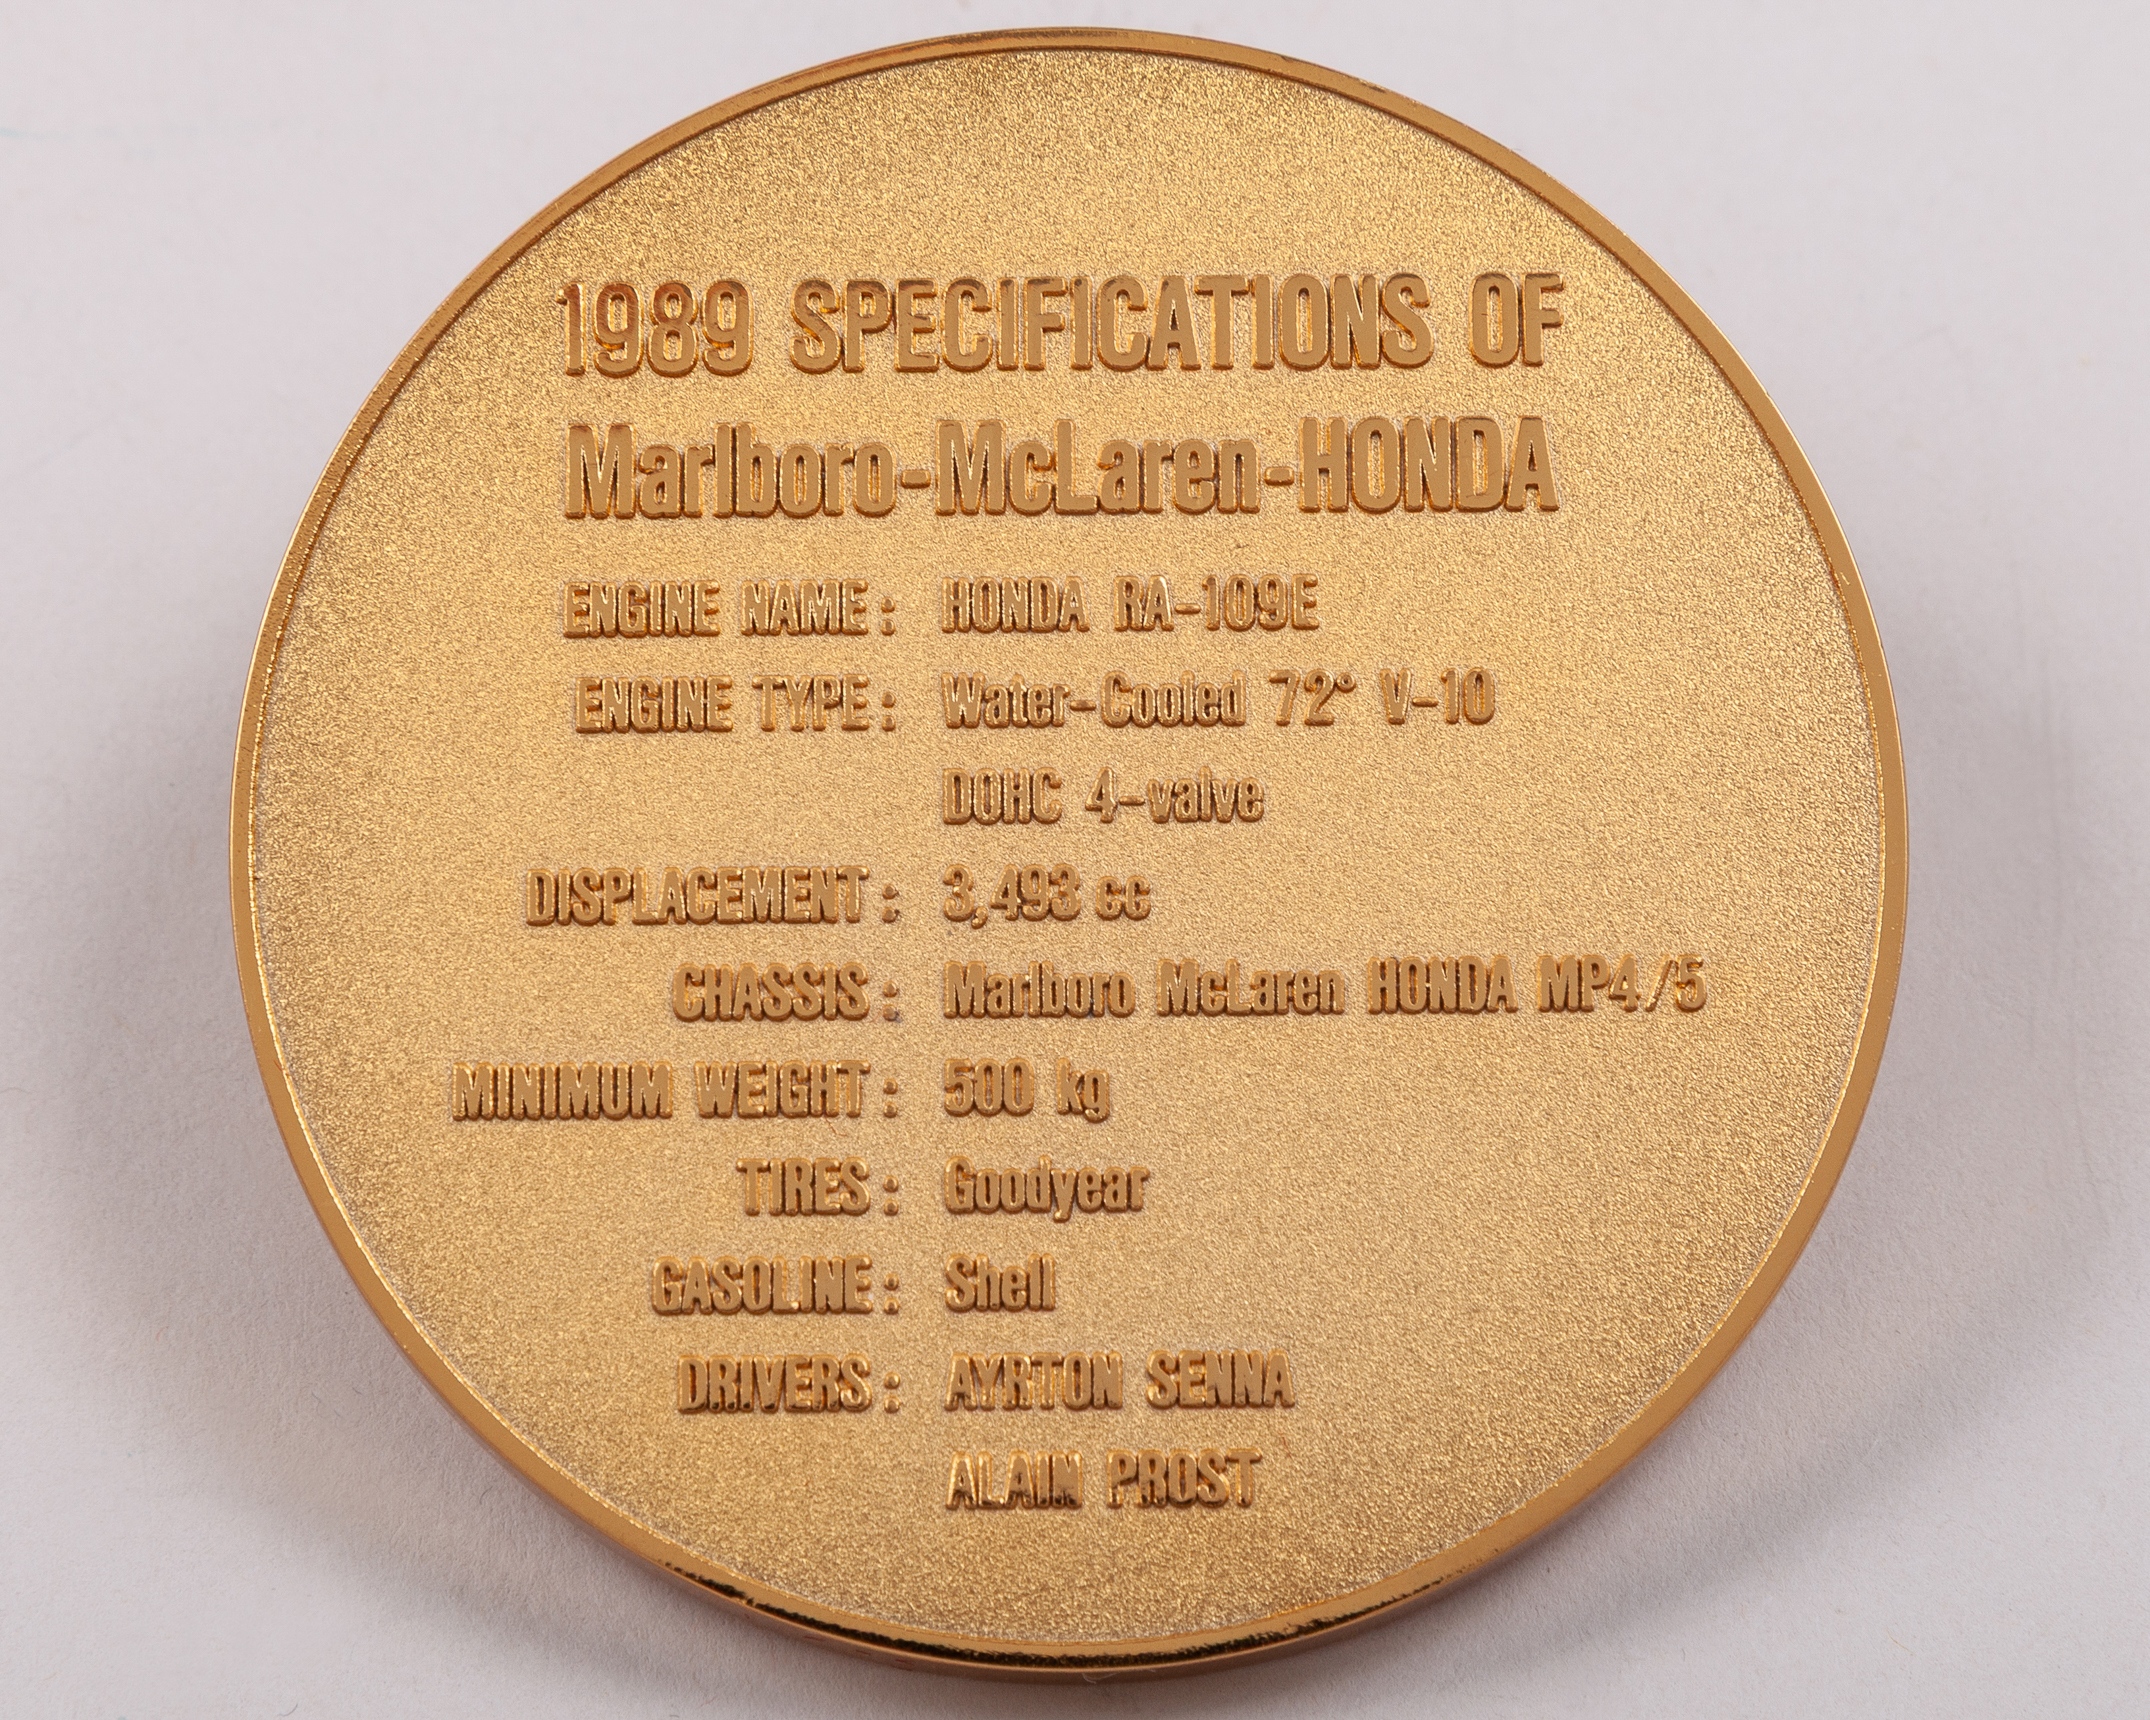 1989 SPECIFICATIONS OF
Marlboro-McLaren-HONDA
ENGINE NAME: HONDA RA-109E
ENGINE TYPE: Water-Cooled 72° V-10
DOHC 4-valve
DISPLACEMENT: 3,493 cc
CHASSIS: Marlboro McLaren HONDA MP4/5
MINIMUM WEIGHT: 500 kg
TIRES: Goodyear
GASOLINE: Shell
DRIVERS: AYRTON SENNA
ALAIN PROST